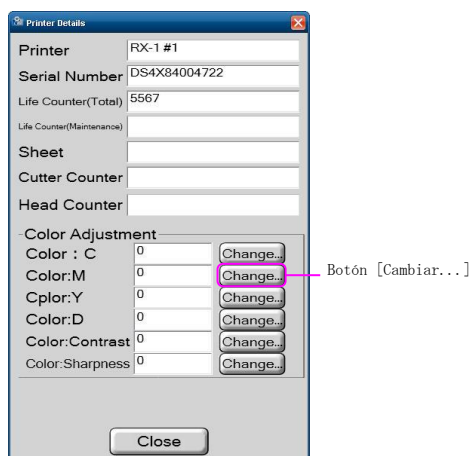 Printer Details
Printer RX-1 #1
Serial Number DS4X84004722
Life Counter(Total) 5567
Life Counter(Maintenance)
Sheet
Cutter Counter
Head Counter
Color Adjustment
Color : C 0 Change...
Color:M 0 Change... Botón [Cambiar...]
Cplor:Y 0 Change...
Color:D 0 Change...
Color:Contrast 0 Change...
Color:Sharpness 0 Change...
Close